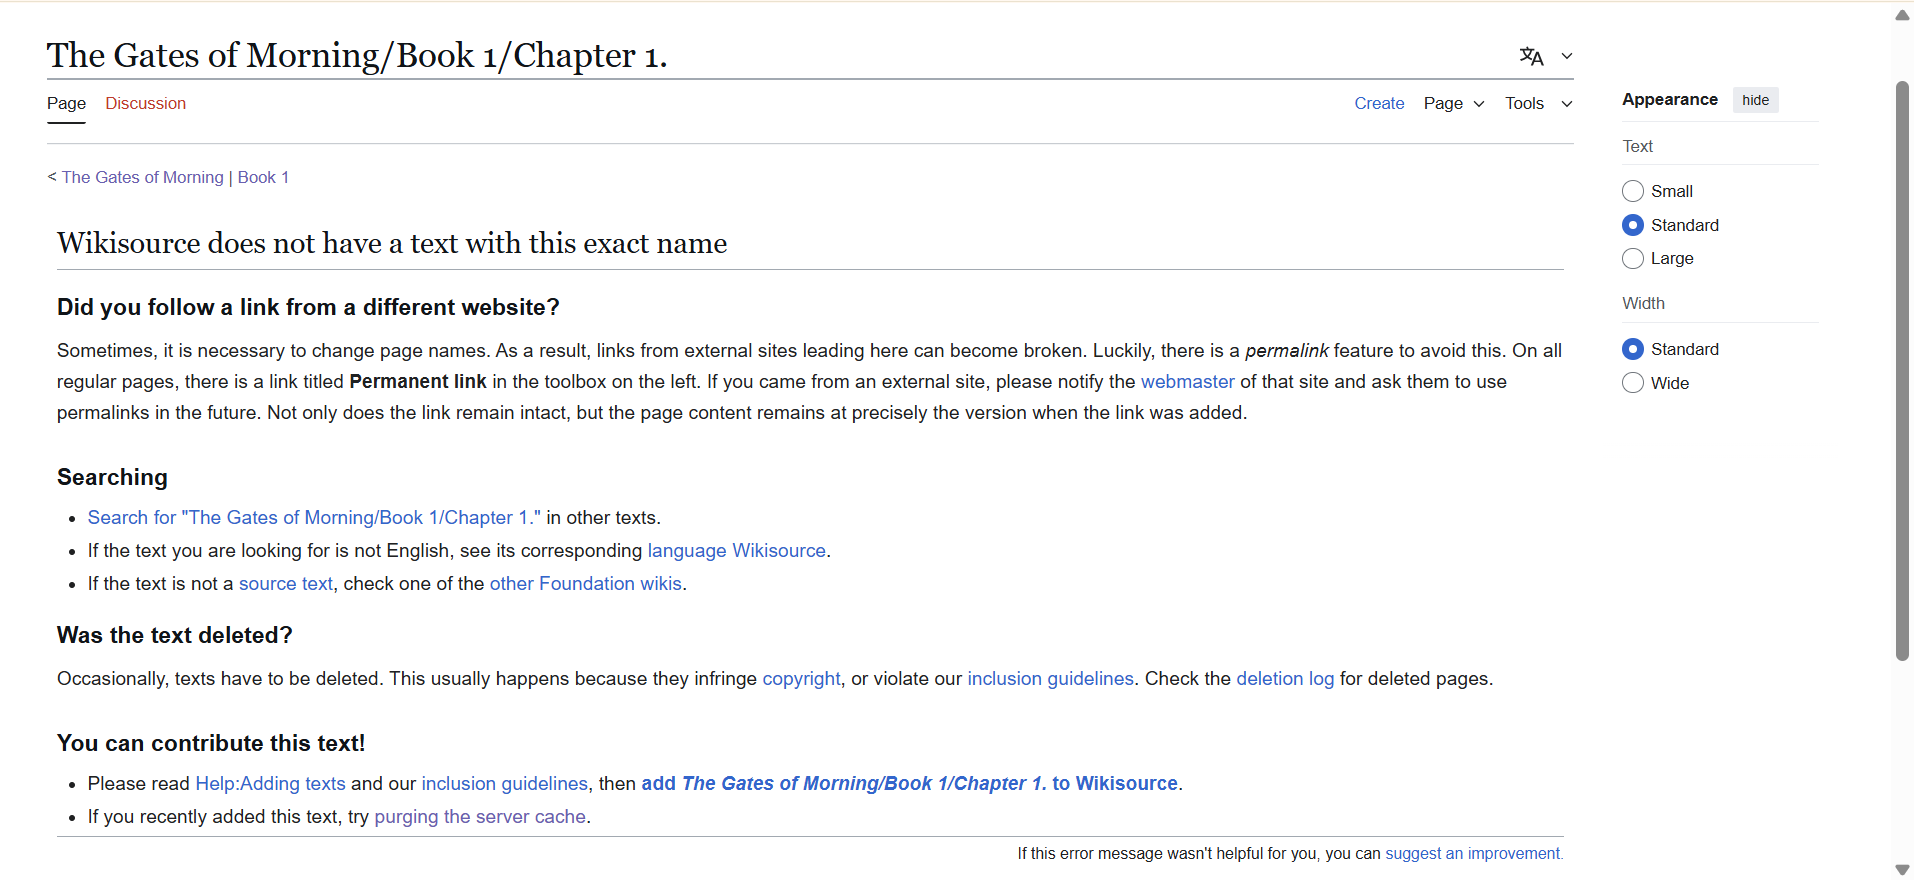 The Gates of Morning/Book 1/Chapter 1.
Page Discussion
Create Page Tools
< The Gates of Morning | Book 1
Wikisource does not have a text with this exact name
Did you follow a link from a different website?
Sometimes, it is necessary to change page names. As a result, links from external sites leading here can become broken. Luckily, there is a permalink feature to avoid this. On all
regular pages, there is a link titled Permanent link in the toolbox on the left. If you came from an external site, please notify the webmaster of that site and ask them to use
permalinks in the future. Not only does the link remain intact, but the page content remains at precisely the version when the link was added.
Searching
Search for "The Gates of Morning/Book 1/Chapter 1." in other texts.
If the text you are looking for is not English, see its corresponding language Wikisource.
If the text is not a source text, check one of the other Foundation wikis.
Was the text deleted?
Occasionally, texts have to be deleted. This usually happens because they infringe copyright, or violate our inclusion guidelines. Check the deletion log for deleted pages.
You can contribute this text!
Please read Help:Adding texts and our inclusion guidelines, then add The Gates of Morning/Book 1/Chapter 1. to Wikisource.
If you recently added this text, try purging the server cache.
If this error message wasn't helpful for you, you can suggest an improvement.
Appearance hide
Text
Small
Standard
Large
Width
Standard
Wide